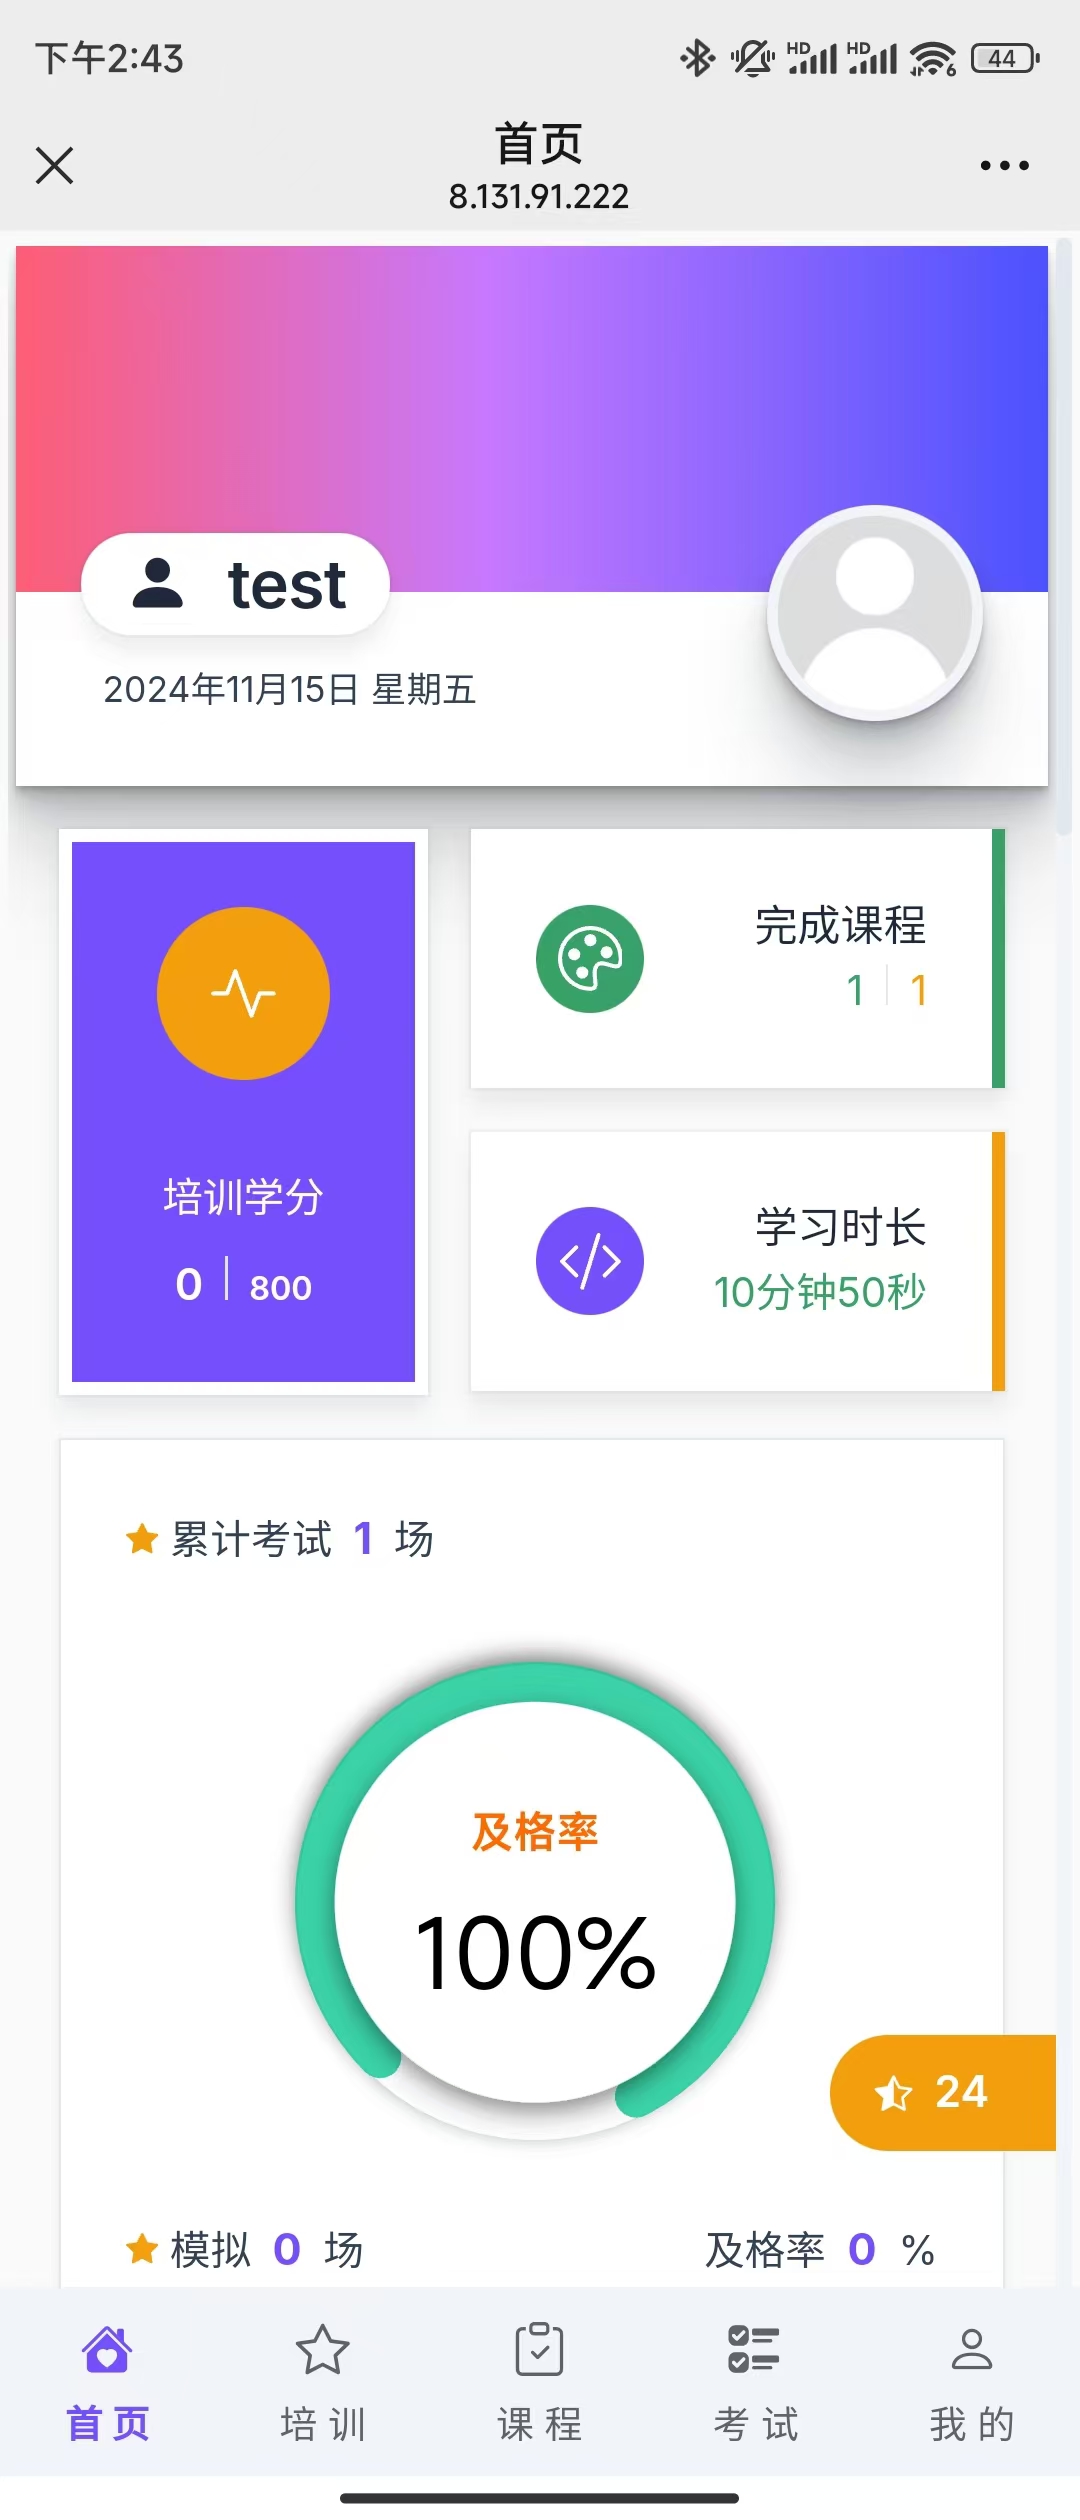 下午2:43
HD HD 6 44
首页
8.131.91.222
test
2024年11月15日 星期五
完成课程
1 1
培训学分
0 800
学习时长
10分钟50秒
累计考试 1 场
及格率
100%
24
模拟 0 场 及格率 0 %
首页 培训 课程 考试 我的